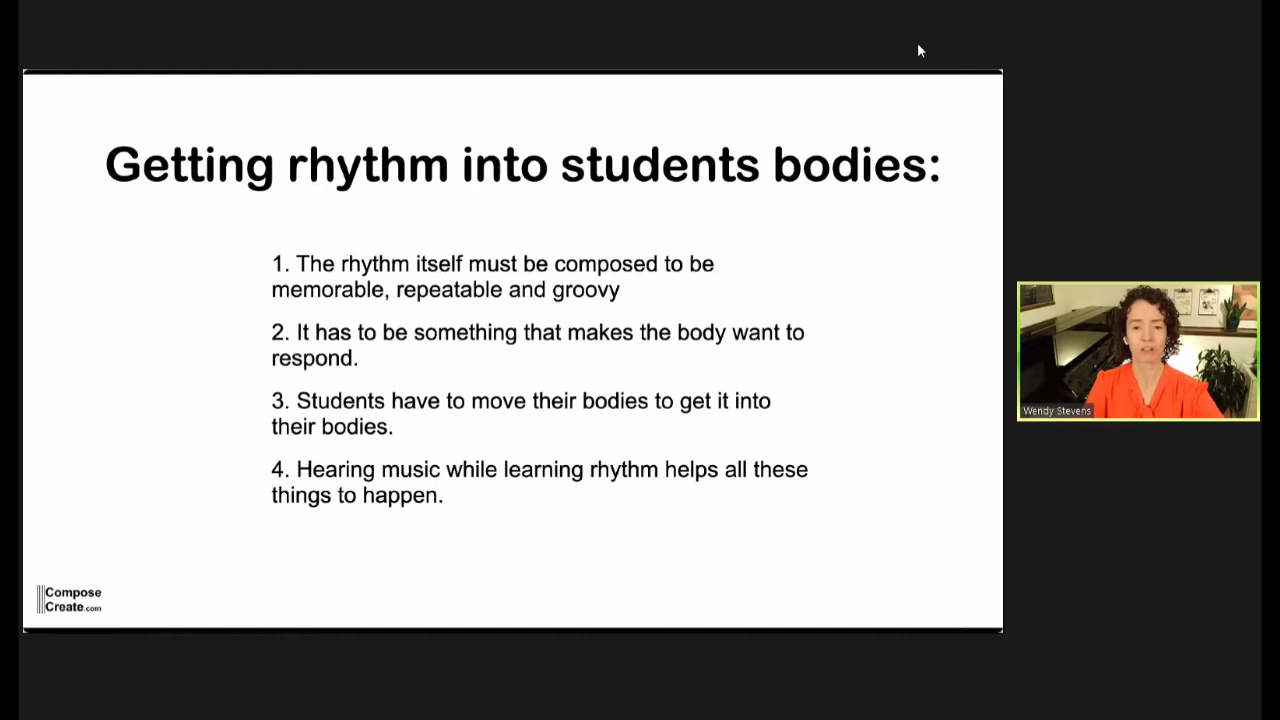 Getting rhythm into students bodies:
1. The rhythm itself must be composed to be
memorable, repeatable and groovy
2. It has to be something that makes the body want to
respond.
3. Students have to move their bodies to get it into
their bodies.
4. Hearing music while learning rhythm helps all these
things to happen.
Compose
Create.com
Wendy Stevens